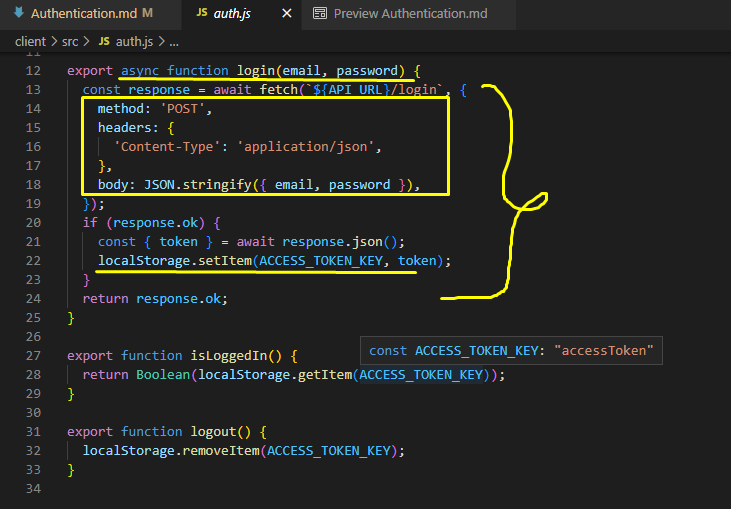 Authentication.md M
JS auth.js
Preview Authentication.md
client > src > JS auth.js > ...
11
12 export async function login(email, password) {
13 const response = await fetch(`${API_URL}/login`, {
14 method: 'POST',
15 headers: {
16 'Content-Type': 'application/json',
17 },
18 body: JSON.stringify({ email, password }),
19 });
20 if (response.ok) {
21 const { token } = await response.json();
22 localStorage.setItem(ACCESS_TOKEN_KEY, token);
23 }
24 return response.ok;
25 }
26
const ACCESS_TOKEN_KEY: "accessToken"
27 export function isLoggedIn() {
28 return Boolean(localStorage.getItem(ACCESS_TOKEN_KEY));
29 }
30
31 export function logout() {
32 localStorage.removeItem(ACCESS_TOKEN_KEY);
33 }
34